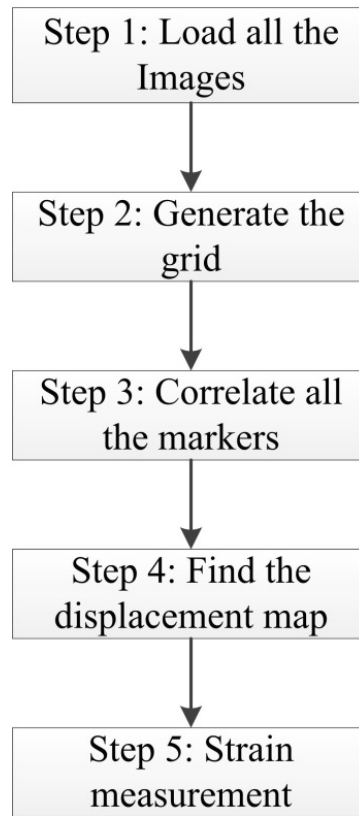 Step 1: Load all the
Images
Step 2: Generate the
grid
Step 3: Correlate all
the markers
Step 4: Find the
displacement map
Step 5: Strain
measurement